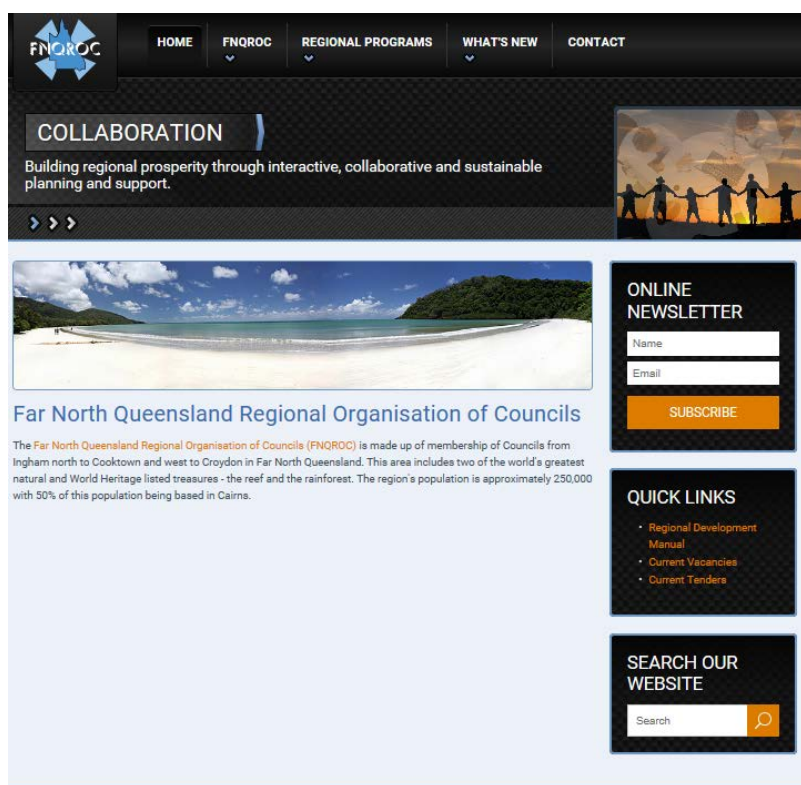 FNQROC
HOME
FNQROC
REGIONAL PROGRAMS
WHAT'S NEW
CONTACT
COLLABORATION
Building regional prosperity through interactive, collaborative and sustainable
planning and support.
Far North Queensland Regional Organisation of Councils
The Far North Queensland Regional Organisation of Councils (FNQROC) is made up of membership of Councils from
Ingham north to Cooktown and west to Croydon in Far North Queensland. This area includes two of the world's greatest
natural and World Heritage listed treasures - the reef and the rainforest. The region's population is approximately 250,000
with 50% of this population being based in Cairns.
ONLINE
NEWSLETTER
Name
Email
SUBSCRIBE
QUICK LINKS
• Regional Development
Manual
• Current Vacancies
• Current Tenders
SEARCH OUR
WEBSITE
Search